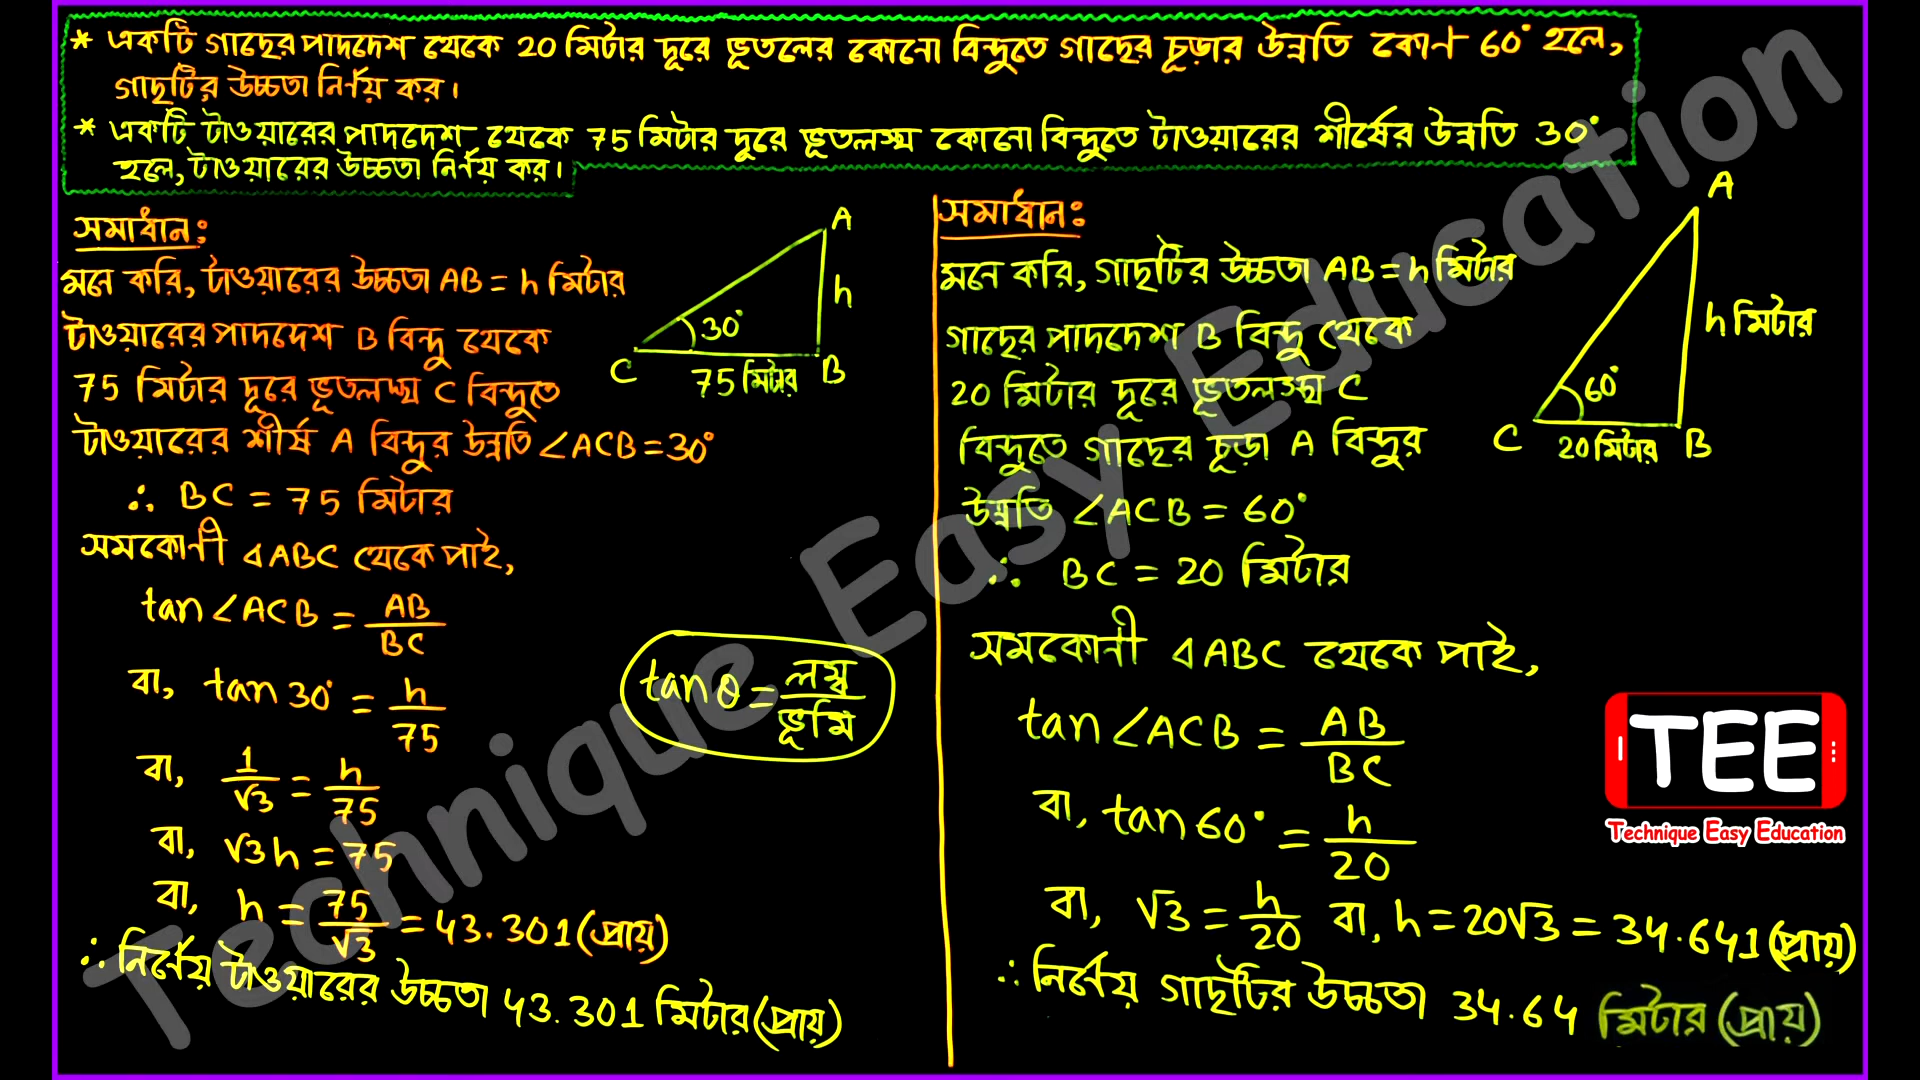 * একটি গাছের পাদদেশ থেকে 20 মিটার দূরে ভূতলের কোনো বিন্দুতে গাছের চূড়ার উন্নতি কোণ 60° হলে,
গাছটির উচ্চতা নির্ণয় কর।
* একটি টাওয়ারের পাদদেশ থেকে 75 মিটার দূরে ভূতলস্থ কোনো বিন্দুতে টাওয়ারের শীর্ষের উন্নতি 30°
হলে, টাওয়ারের উচ্চতা নির্ণয় কর।
সমাধান:
মনে করি, টাওয়ারের উচ্চতা AB = h মিটার
টাওয়ারের পাদদেশ B বিন্দু থেকে
75 মিটার দূরে ভূতলস্থ C বিন্দুতে
টাওয়ারের শীর্ষ A বিন্দুর উন্নতি ∠ACB = 30°
∴ BC = 75 মিটার
সমকোণী ⊿ABC থেকে পাই,
tan∠ACB = AB/BC
বা, tan30° = h/75
বা, 1/√3 = h/75
বা, √3h = 75
বা, h = 75/√3 = 43.301(প্রায়)
∴ নির্ণেয় টাওয়ারের উচ্চতা 43.301 মিটার(প্রায়)
A
h
30°
C
75 মিটার
B
tanθ = লম্ব/ভূমি
সমাধান:
মনে করি, গাছটির উচ্চতা AB = h মিটার
গাছের পাদদেশ B বিন্দু থেকে
20 মিটার দূরে ভূতলস্থ C
বিন্দুতে গাছের চূড়া A বিন্দুর
উন্নতি ∠ACB = 60°
∴ BC = 20 মিটার
সমকোণী ⊿ABC থেকে পাই,
tan∠ACB = AB/BC
বা, tan60° = h/20
বা, √3 = h/20 বা, h = 20√3 = 34.641(প্রায়)
∴ নির্ণেয় গাছটির উচ্চতা 34.64 মিটার (প্রায়)
A
h মিটার
60°
C
20 মিটার
B
TEE
Technique Easy Education
Technique Easy Education